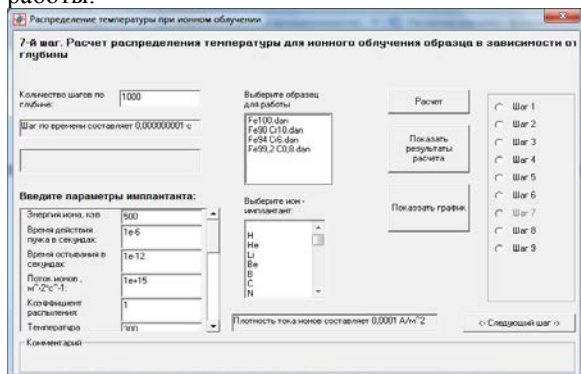 работы.
Распределение температуры при ионном облучении
7-й шаг. Расчет распределения температуры для ионного облучения образца в зависимости от
глубины
Количество шагов по
глубине:
1000
Шаг по времени составляет 0,000000001 с
Выберите образец
для работы
Fe100.dan
Fe90 Cr10.dan
Fe94 Cr6.dan
Fe99,2 C0,8.dan
Расчет
Показать
результаты
расчета
Показать график
Шаг 1
Шаг 2
Шаг 3
Шаг 4
Шаг 5
Шаг 6
Шаг 7
Шаг 8
Шаг 9
Введите параметры имплантанта:
Энергия иона, кэв
500
Время действия
пучка в секундах:
1e-6
Время остывания в
секундах:
1e-12
Поток ионов ,
м^-2*с^-1:
1e+15
Коэффициент
распыления:
1
Температура
300
Выберите ион -
имплантант:
H
He
Li
Be
B
C
N
Плотность тока ионов составляет 0,0001 А/м^2
<- Следующий шаг ->
Комментарий